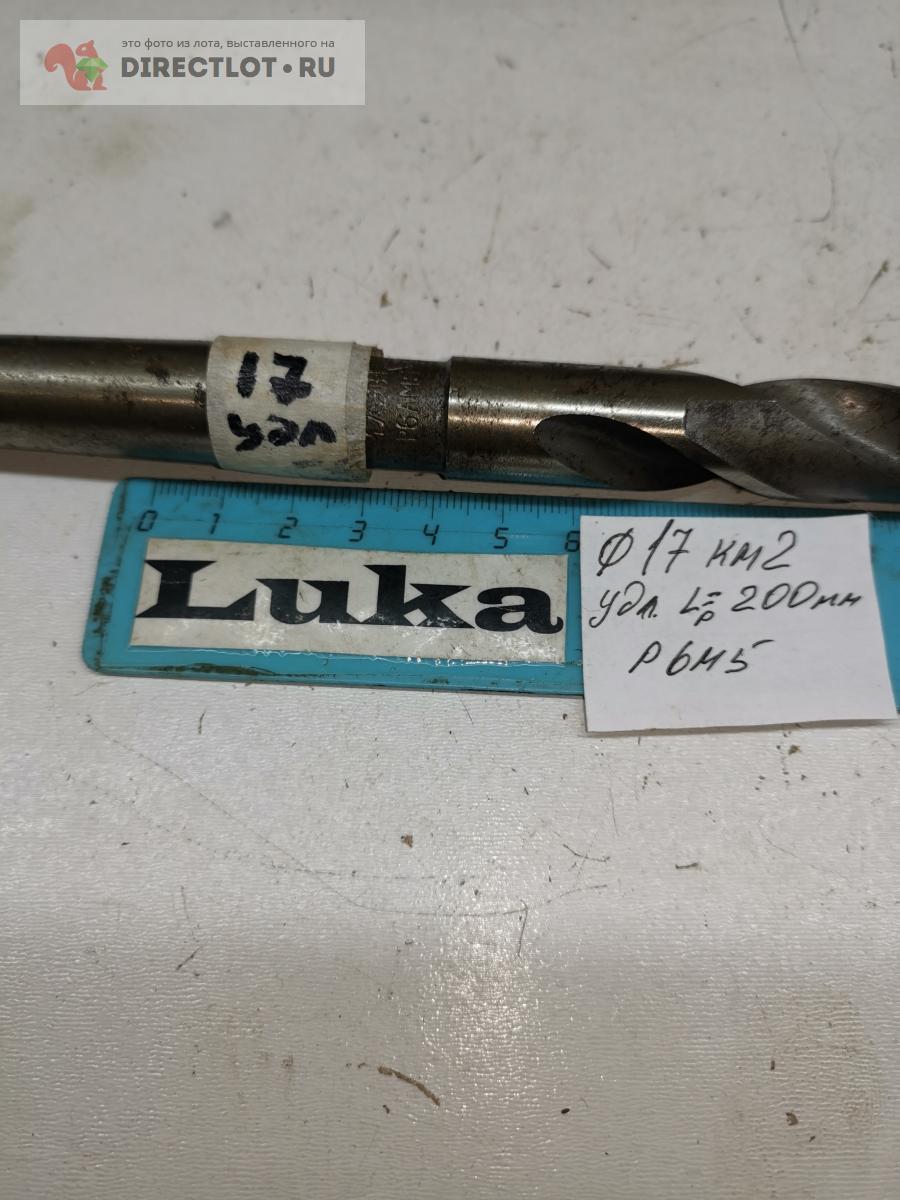 это фото из лота, выставленного на
DIRECTLOT•RU
17
удл
0 1 2 3 4 5 6
Luka
Ф 17 КМ2
удл. Lр= 200мм
Р6М5